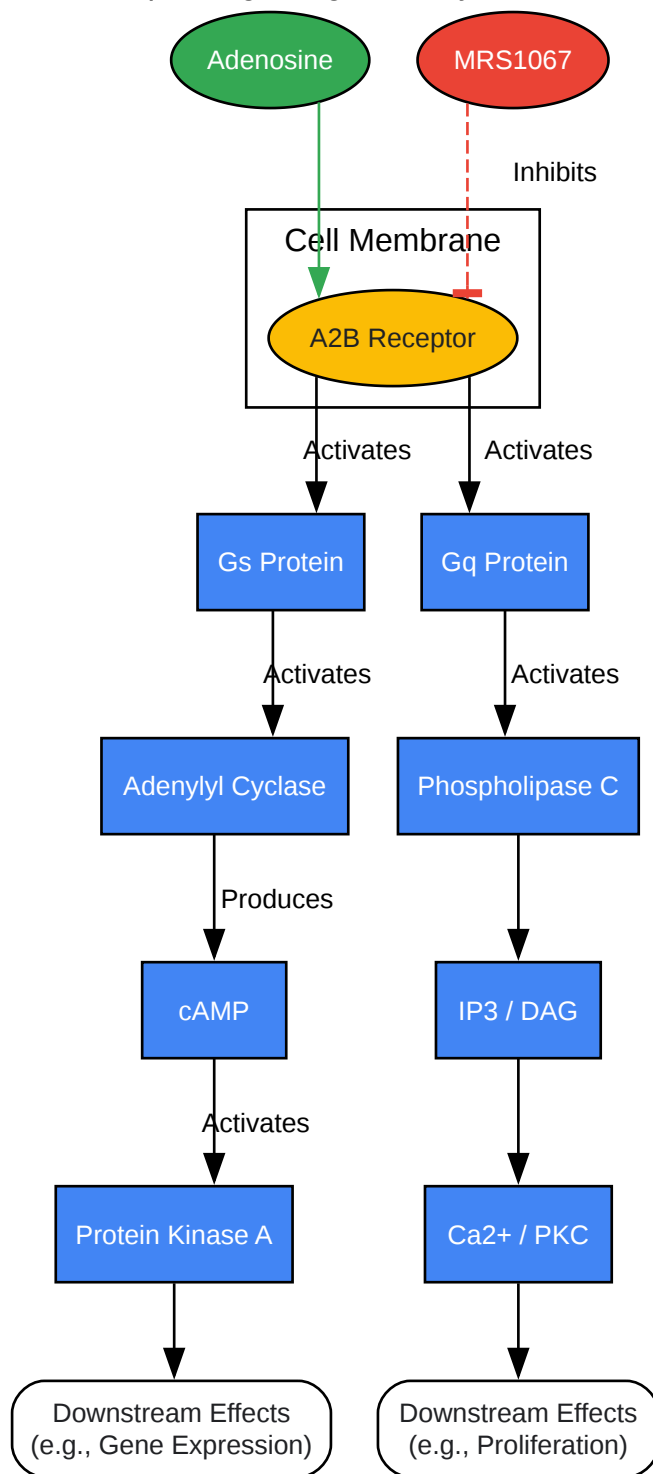 Adenosine
MRS1067
Inhibits
Cell Membrane
A2B Receptor
Activates
Activates
Gs Protein
Gq Protein
Activates
Activates
Adenylyl Cyclase
Phospholipase C
Produces
cAMP
IP3 / DAG
Activates
Protein Kinase A
Ca2+ / PKC
Downstream Effects
(e.g., Gene Expression)
Downstream Effects
(e.g., Proliferation)